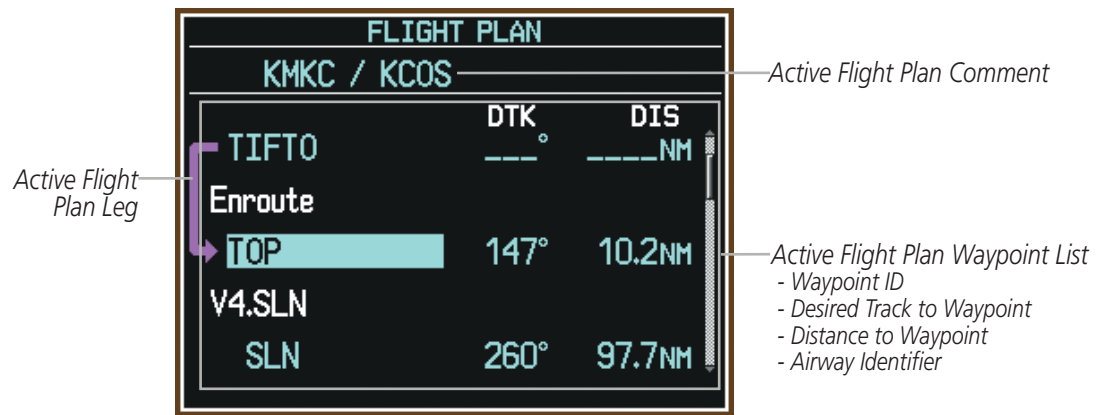 FLIGHT PLAN
KMKC / KCOS
Active Flight Plan Comment
DTK DIS
TIFTO ___° ____NM
Active Flight
Plan Leg
Enroute
TOP 147° 10.2NM
Active Flight Plan Waypoint List
- Waypoint ID
- Desired Track to Waypoint
- Distance to Waypoint
- Airway Identifier
V4.SLN
SLN 260° 97.7NM